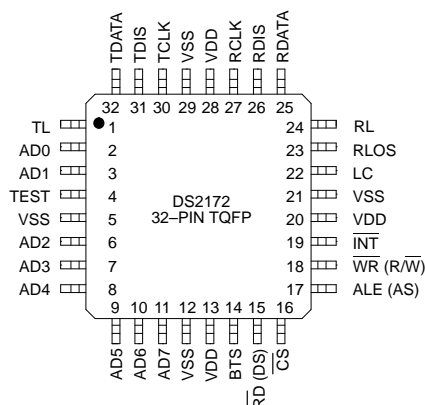 TDATA
TDIS
TCLK
VSS
VDD
RCLK
RDIS
RDATA
32 31 30 29 28 27 26 25
TL 1 24 RL
AD0 2 23 RLOS
AD1 3 22 LC
TEST 4 21 VSS
VSS 5 20 VDD
AD2 6 19 INT
AD3 7 18 WR (R/W)
AD4 8 17 ALE (AS)
DS2172
32–PIN TQFP
9 10 11 12 13 14 15 16
AD5
AD6
AD7
VSS
VDD
BTS
RD (DS)
CS